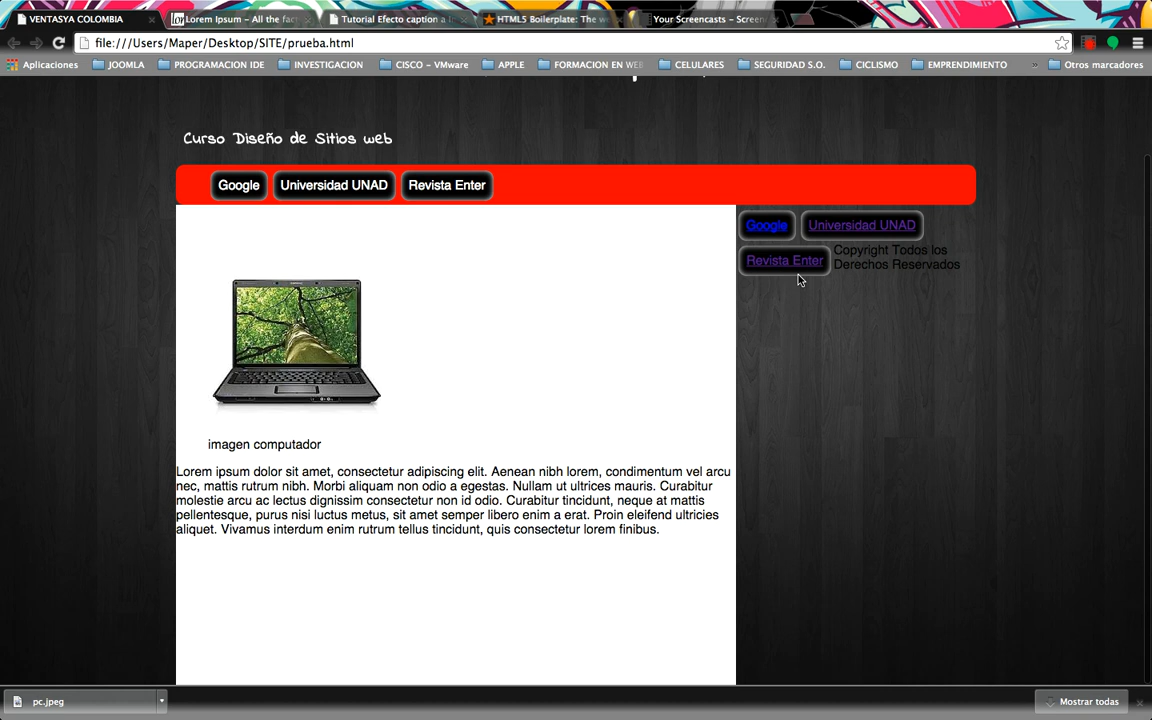 VENTASYA COLOMBIA
Lorem Ipsum – All the fact
Tutorial Efecto caption a
HTML5 Boilerplate: The we
Your Screencasts – Screen
file:///Users/Maper/Desktop/SITE/prueba.html
Aplicaciones JOOMLA PROGRAMACION IDE INVESTIGACION CISCO – VMware APPLE FORMACION EN WEB CELULARES SEGURIDAD S.O. CICLISMO EMPRENDIMIENTO » Otros marcadores
Curso Diseño de Sitios web
Google Universidad UNAD Revista Enter
Google Universidad UNAD
Revista Enter
Copyright Todos los
Derechos Reservados
imagen computador
Lorem ipsum dolor sit amet, consectetur adipiscing elit. Aenean nibh lorem, condimentum vel arcu
nec, mattis rutrum nibh. Morbi aliquam non odio a egestas. Nullam ut ultrices mauris. Curabitur
molestie arcu ac lectus dignissim consectetur non id odio. Curabitur tincidunt, neque at mattis
pellentesque, purus nisi luctus metus, sit amet semper libero enim a erat. Proin eleifend ultricies
aliquet. Vivamus interdum enim rutrum tellus tincidunt, quis consectetur lorem finibus.
pc.jpeg
Mostrar todas